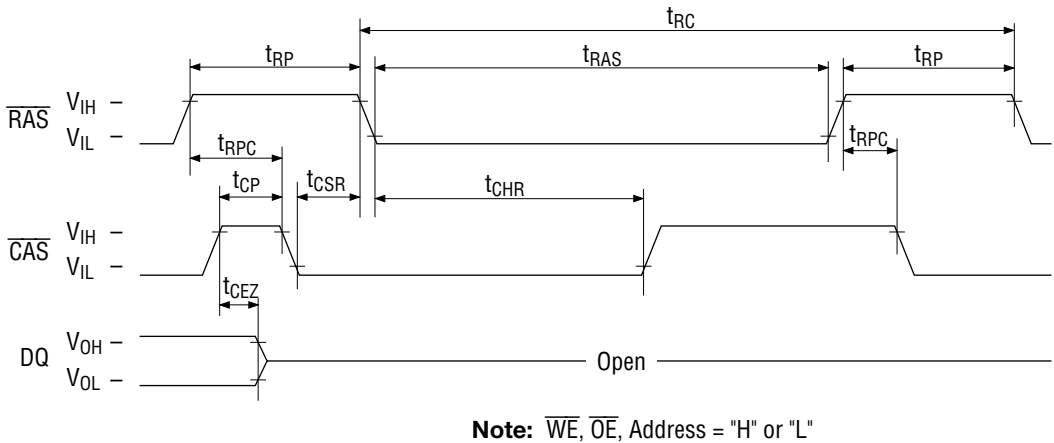 tRC
tRP tRAS tRP
RAS VIH –
VIL –
tRPC tRPC
tCP tCSR tCHR
CAS VIH –
VIL –
tCEZ
DQ VOH –
VOL –
Open
Note: WE, OE, Address = "H" or "L"